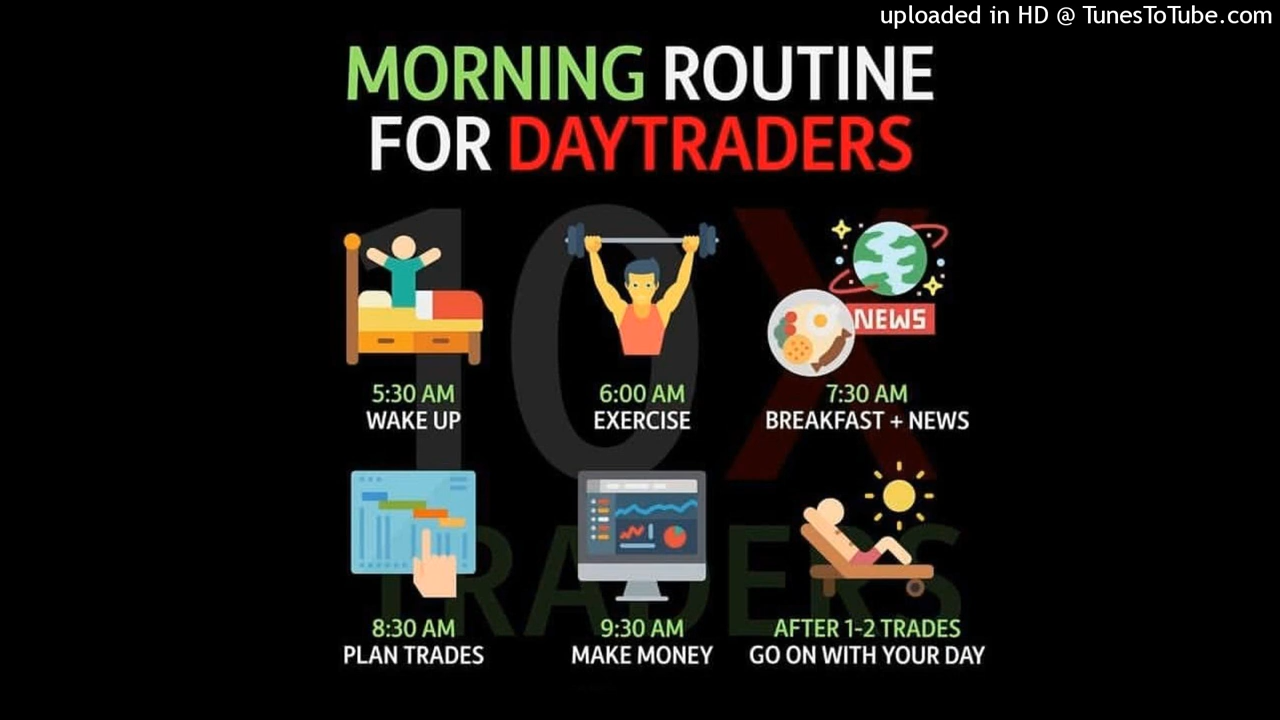 uploaded in HD @ TunesToTube.com
MORNING ROUTINE
FOR DAYTRADERS
10X
TRADERS
NEWS
5:30 AM
WAKE UP
6:00 AM
EXERCISE
7:30 AM
BREAKFAST + NEWS
8:30 AM
PLAN TRADES
9:30 AM
MAKE MONEY
AFTER 1-2 TRADES
GO ON WITH YOUR DAY